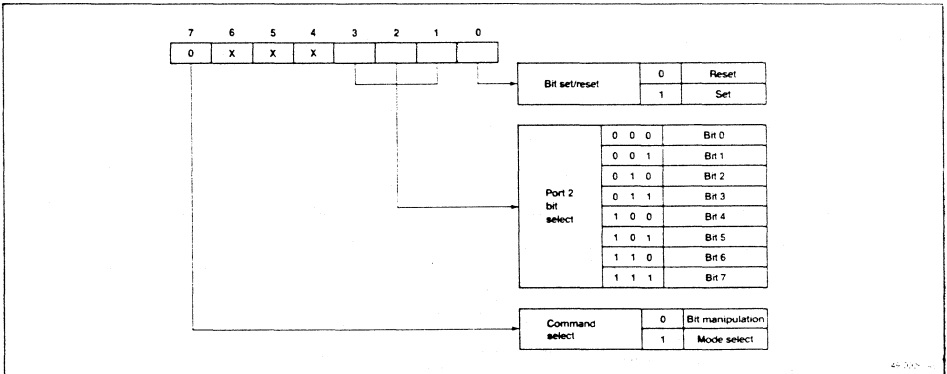 7 6 5 4 3 2 1 0
0 X X X
Bit set/reset
0 Reset
1 Set
Port 2
bit
select
0 0 0 Bit 0
0 0 1 Bit 1
0 1 0 Bit 2
0 1 1 Bit 3
1 0 0 Bit 4
1 0 1 Bit 5
1 1 0 Bit 6
1 1 1 Bit 7
Command
select
0 Bit manipulation
1 Mode select